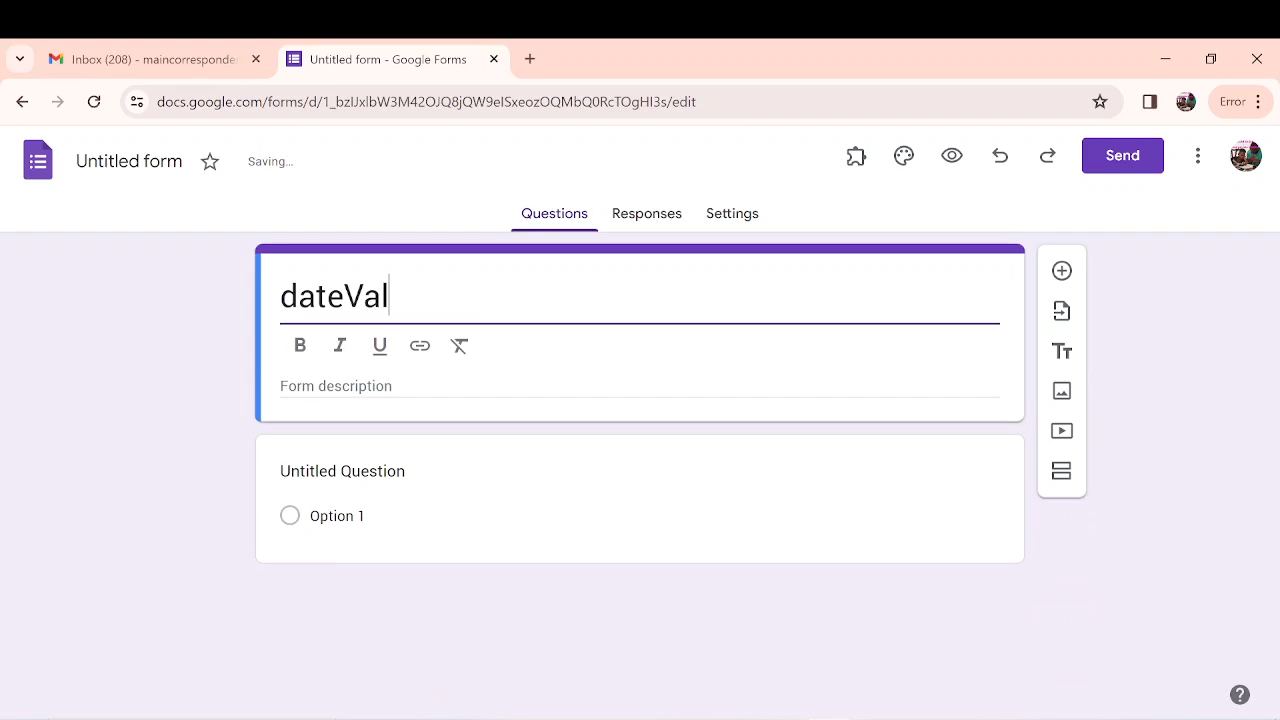 Inbox (208) - maincorresponde
Untitled form - Google Forms
docs.google.com/forms/d/1_bzlJxlbW3M42OJQ8jQW9elSxeozOQMbQ0RcTOgHI3s/edit
Error
Untitled form
Saving...
Send
Questions
Responses
Settings
dateVal
B I U
Form description
Untitled Question
Option 1